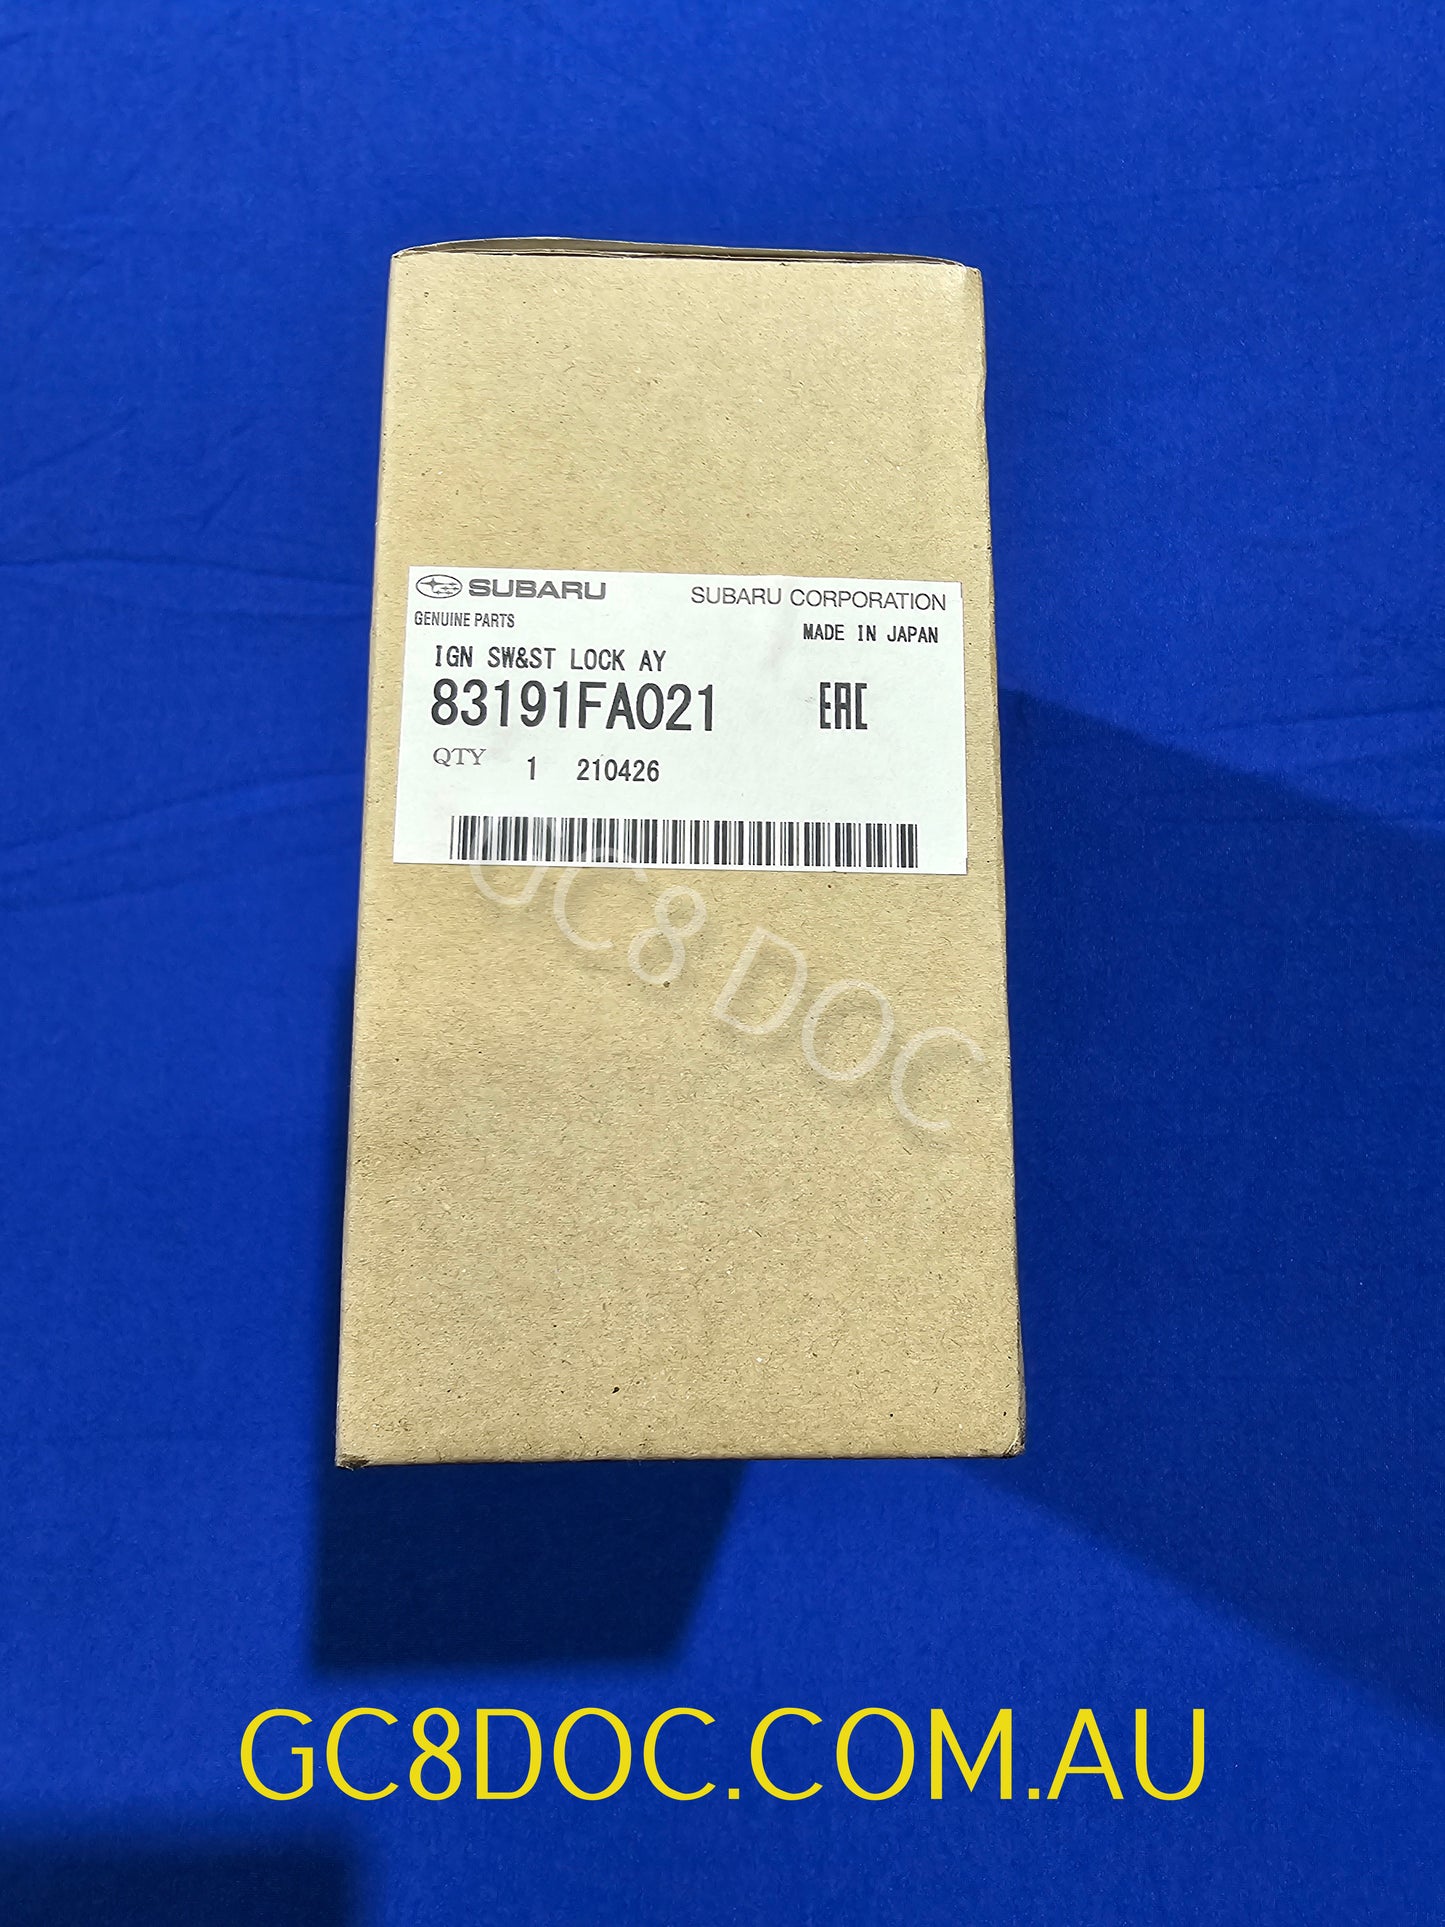 SUBARU
SUBARU CORPORATION
GENUINE PARTS
MADE IN JAPAN
IGN SW&ST LOCK AY
83191FA021
EAC
QTY 1 210426
GC8 DOC
GC8DOC.COM.AU